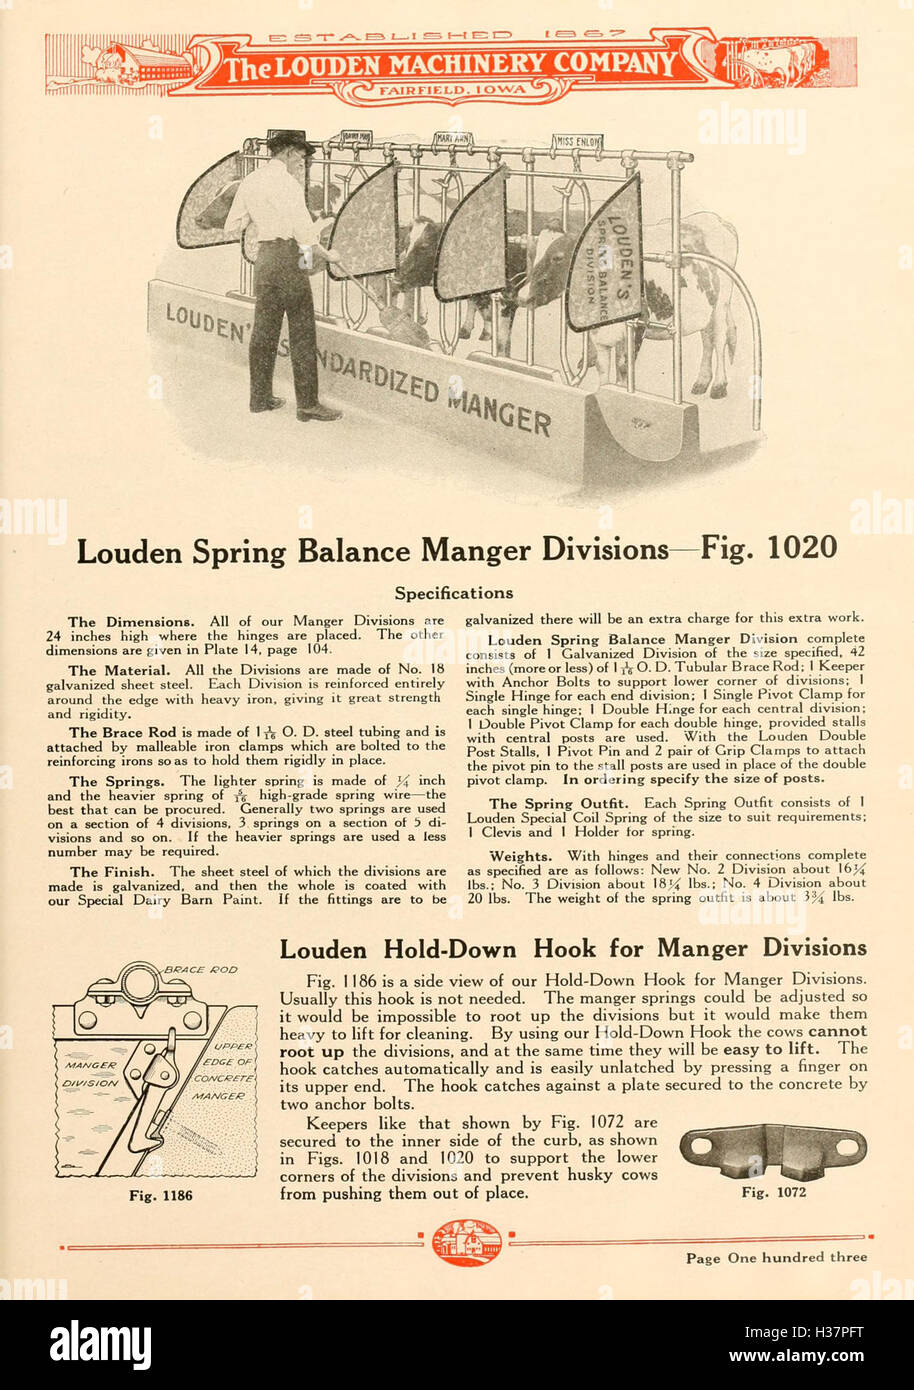 ESTABLISHED 1867
The LOUDEN MACHINERY COMPANY
FAIRFIELD, IOWA
MARY ANN
MISS ENLOW
LOUDEN'S
SPRING BALANCE
DIVISION
LOUDEN'S STANDARDIZED MANGER
Louden Spring Balance Manger Divisions—Fig. 1020
Specifications
The Dimensions. All of our Manger Divisions are
24 inches high where the hinges are placed. The other
dimensions are given in Plate 14, page 104.
The Material. All the Divisions are made of No. 18
galvanized sheet steel. Each Division is reinforced entirely
around the edge with heavy iron, giving it great strength
and rigidity.
The Brace Rod is made of 1 1/16 O. D. steel tubing and is
attached by malleable iron clamps which are bolted to the
reinforcing irons so as to hold them rigidly in place.
The Springs. The lighter spring is made of 1/4 inch
and the heavier spring of 5/16 high-grade spring wire—the
best that can be procured. Generally two springs are used
on a section of 4 divisions, 3 springs on a section of 5 di-
visions and so on. If the heavier springs are used a less
number may be required.
The Finish. The sheet steel of which the divisions are
made is galvanized, and then the whole is coated with
our Special Dairy Barn Paint. If the fittings are to be
galvanized there will be an extra charge for this extra work.
Louden Spring Balance Manger Division complete
consists of 1 Galvanized Division of the size specified, 42
inches (more or less) of 1 1/16 O. D. Tubular Brace Rod; 1 Keeper
with Anchor Bolts to support lower corner of divisions; 1
Single Hinge for each end division; 1 Single Pivot Clamp for
each single hinge; 1 Double Hinge for each central division;
1 Double Pivot Clamp for each double hinge, provided stalls
with central posts are used. With the Louden Double
Post Stalls, 1 Pivot Pin and 2 pair of Grip Clamps to attach
the pivot pin to the stall posts are used in place of the double
pivot clamp. In ordering specify the size of posts.
The Spring Outfit. Each Spring Outfit consists of 1
Louden Special Coil Spring of the size to suit requirements;
1 Clevis and 1 Holder for spring.
Weights. With hinges and their connections complete
as specified are as follows: New No. 2 Division about 16 1/4
lbs.; No. 3 Division about 18 1/4 lbs.; No. 4 Division about
20 lbs. The weight of the spring outfit is about 3 3/4 lbs.
Louden Hold-Down Hook for Manger Divisions
Fig. 1186 is a side view of our Hold-Down Hook for Manger Divisions.
Usually this hook is not needed. The manger springs could be adjusted so
it would be impossible to root up the divisions but it would make them
heavy to lift for cleaning. By using our Hold-Down Hook the cows cannot
root up the divisions, and at the same time they will be easy to lift. The
hook catches automatically and is easily unlatched by pressing a finger on
its upper end. The hook catches against a plate secured to the concrete by
two anchor bolts.
Keepers like that shown by Fig. 1072 are
secured to the inner side of the curb, as shown
in Figs. 1018 and 1020 to support the lower
corners of the divisions and prevent husky cows
from pushing them out of place.
BRACE ROD
MANGER
DIVISION
UPPER
EDGE OF
CONCRETE
MANGER
Fig. 1186
Fig. 1072
Page One hundred three
alamy
alamy
Image ID: H37PFT
www.alamy.com